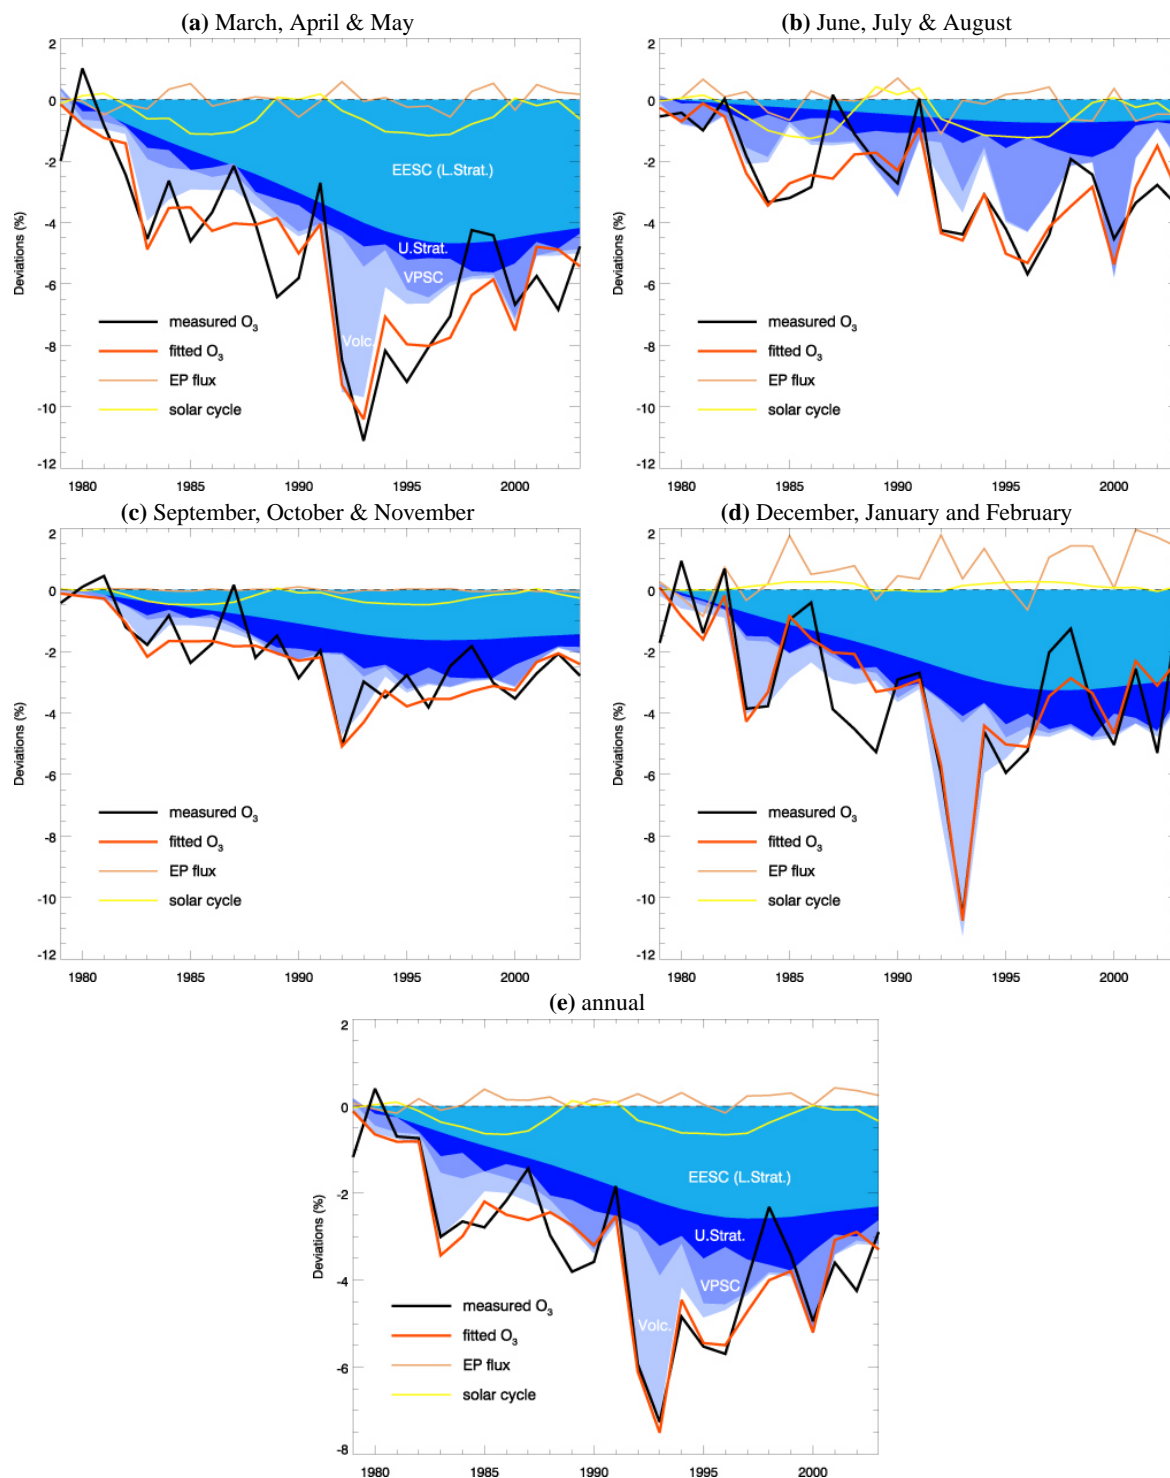 (a) March, April & May
2
0
-2
-4
-6
-8
-10
-12
Deviations (%)
EESC (L.Strat.)
U.Strat.
VPSC
Volc.
measured O₃
fitted O₃
EP flux
solar cycle
1980 1985 1990 1995 2000
(b) June, July & August
2
0
-2
-4
-6
-8
-10
-12
Deviations (%)
measured O₃
fitted O₃
EP flux
solar cycle
1980 1985 1990 1995 2000
(c) September, October & November
2
0
-2
-4
-6
-8
-10
-12
Deviations (%)
measured O₃
fitted O₃
EP flux
solar cycle
1980 1985 1990 1995 2000
(d) December, January and February
2
0
-2
-4
-6
-8
-10
-12
Deviations (%)
measured O₃
fitted O₃
EP flux
solar cycle
1980 1985 1990 1995 2000
(e) annual
2
0
-2
-4
-6
-8
Deviations (%)
EESC (L.Strat.)
U.Strat.
VPSC
Volc.
measured O₃
fitted O₃
EP flux
solar cycle
1980 1985 1990 1995 2000